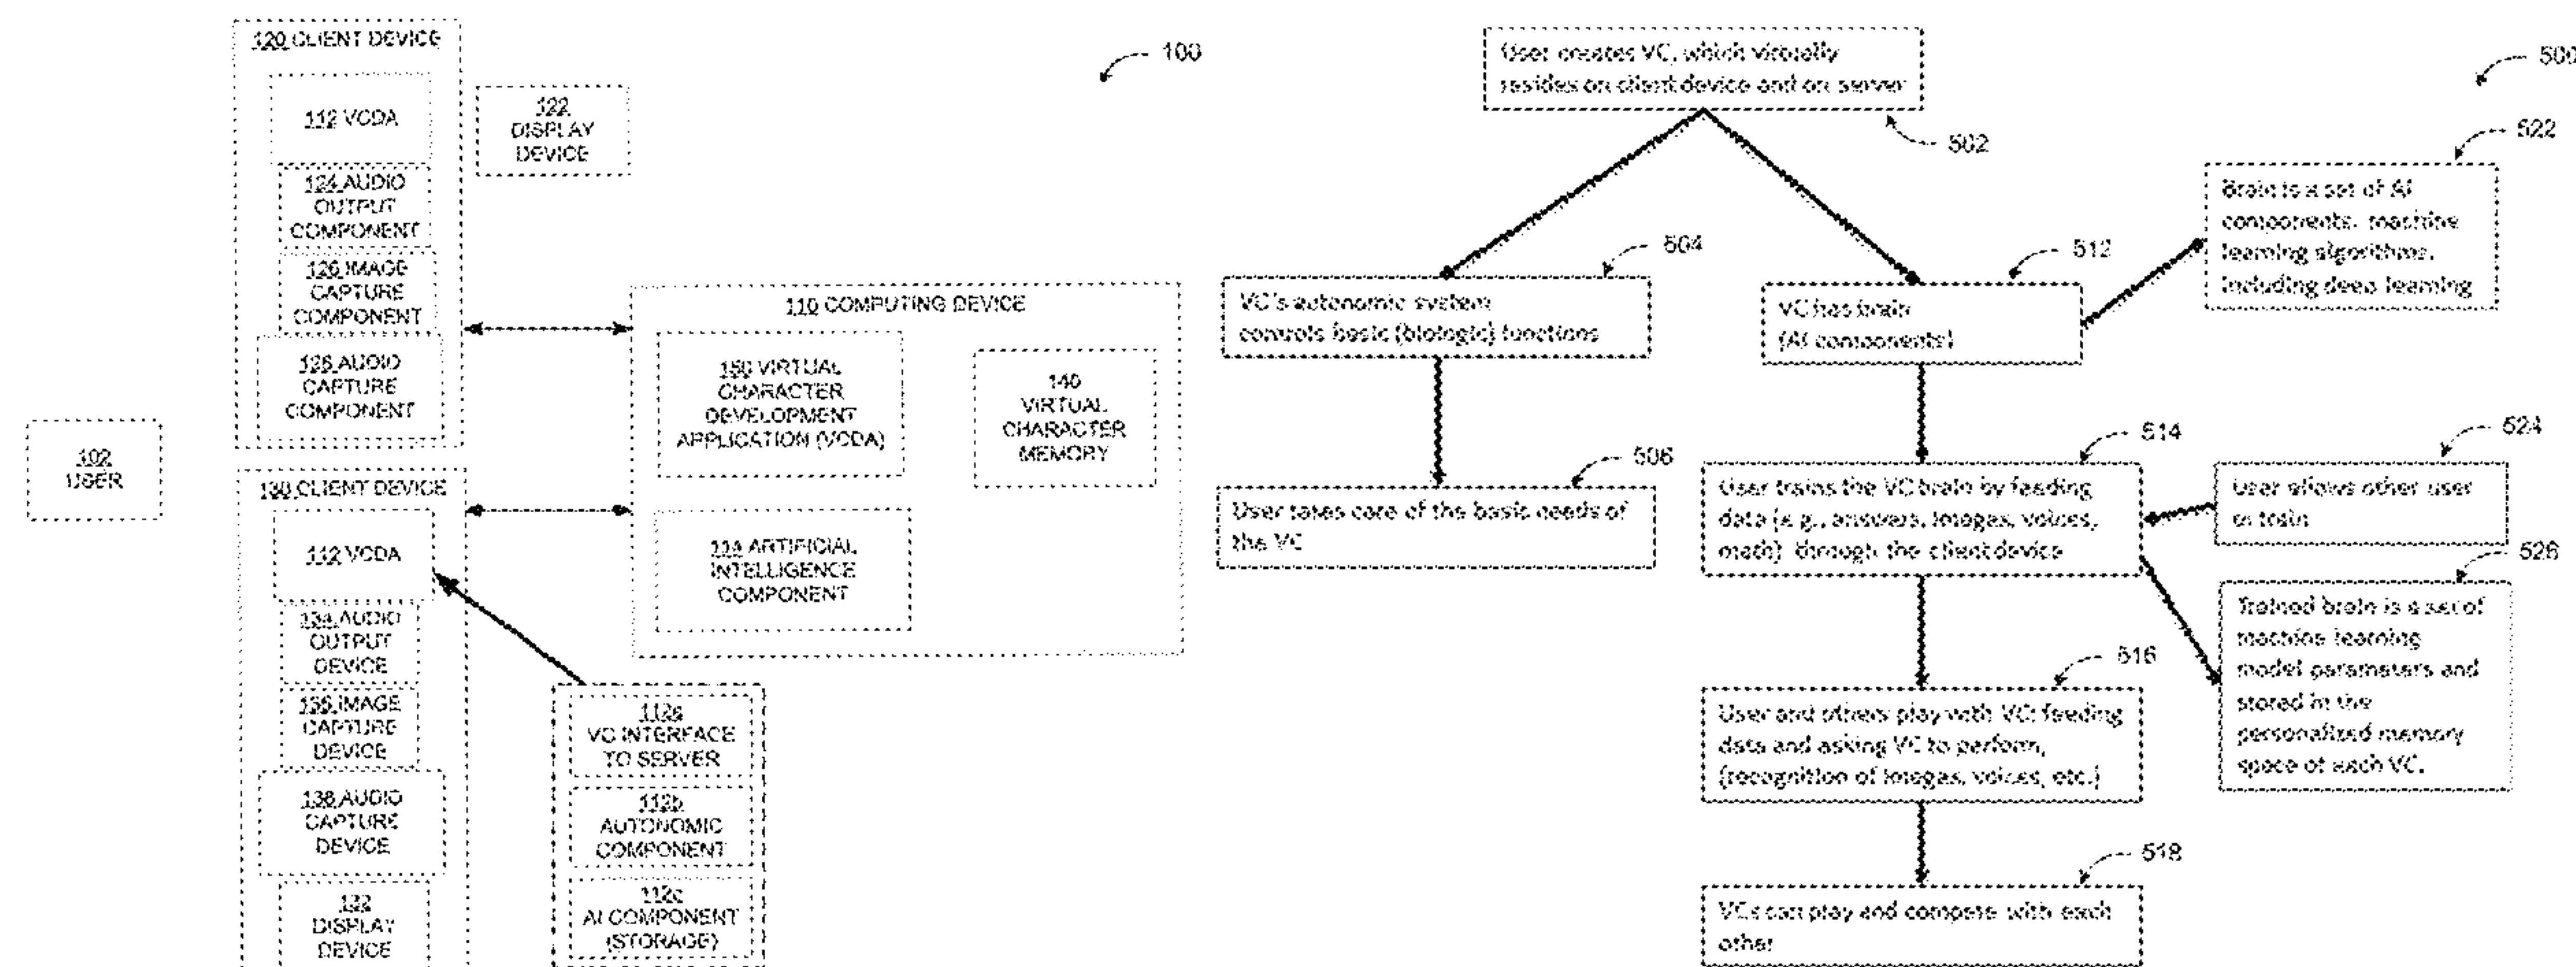 120 CLIENT DEVICE
112 VCDA
124 AUDIO
OUTPUT
COMPONENT
126 IMAGE
CAPTURE
COMPONENT
128 AUDIO
CAPTURE
COMPONENT
122
DISPLAY
DEVICE
100
102
USER
130 CLIENT DEVICE
112 VCDA
134 AUDIO
OUTPUT
DEVICE
136 IMAGE
CAPTURE
DEVICE
138 AUDIO
CAPTURE
DEVICE
DISPLAY
DEVICE
110 COMPUTING DEVICE
VIRTUAL
CHARACTER
DEVELOPMENT
APPLICATION (VCDA)
140
VIRTUAL
CHARACTER
MEMORY
114 ARTIFICIAL
INTELLIGENCE
COMPONENT
112a
VC INTERFACE
TO SERVER
112b
AUTONOMIC
COMPONENT
112c
AI COMPONENT
(STORAGE)
500
User creates VC, which virtually
resides on client device and on server
502
504
VC's autonomic system
controls basic (biologic) functions
506
User takes care of the basic needs of
the VC
512
VC has brain
(AI components)
522
Brain is a set of AI
components, machine
learning algorithms,
including deep learning
514
User trains the VC brain by feeding
data (e.g., answers, images, voices,
math) through the client device
524
User allows other user
train
526
Trained brain is a set of
machine learning
model parameters and
stored in the
personalized memory
space of each VC.
516
User and others play with VC: feeding
data and asking VC to perform,
(recognition of images, voices, etc.)
518
VCs can play and compete with each
other